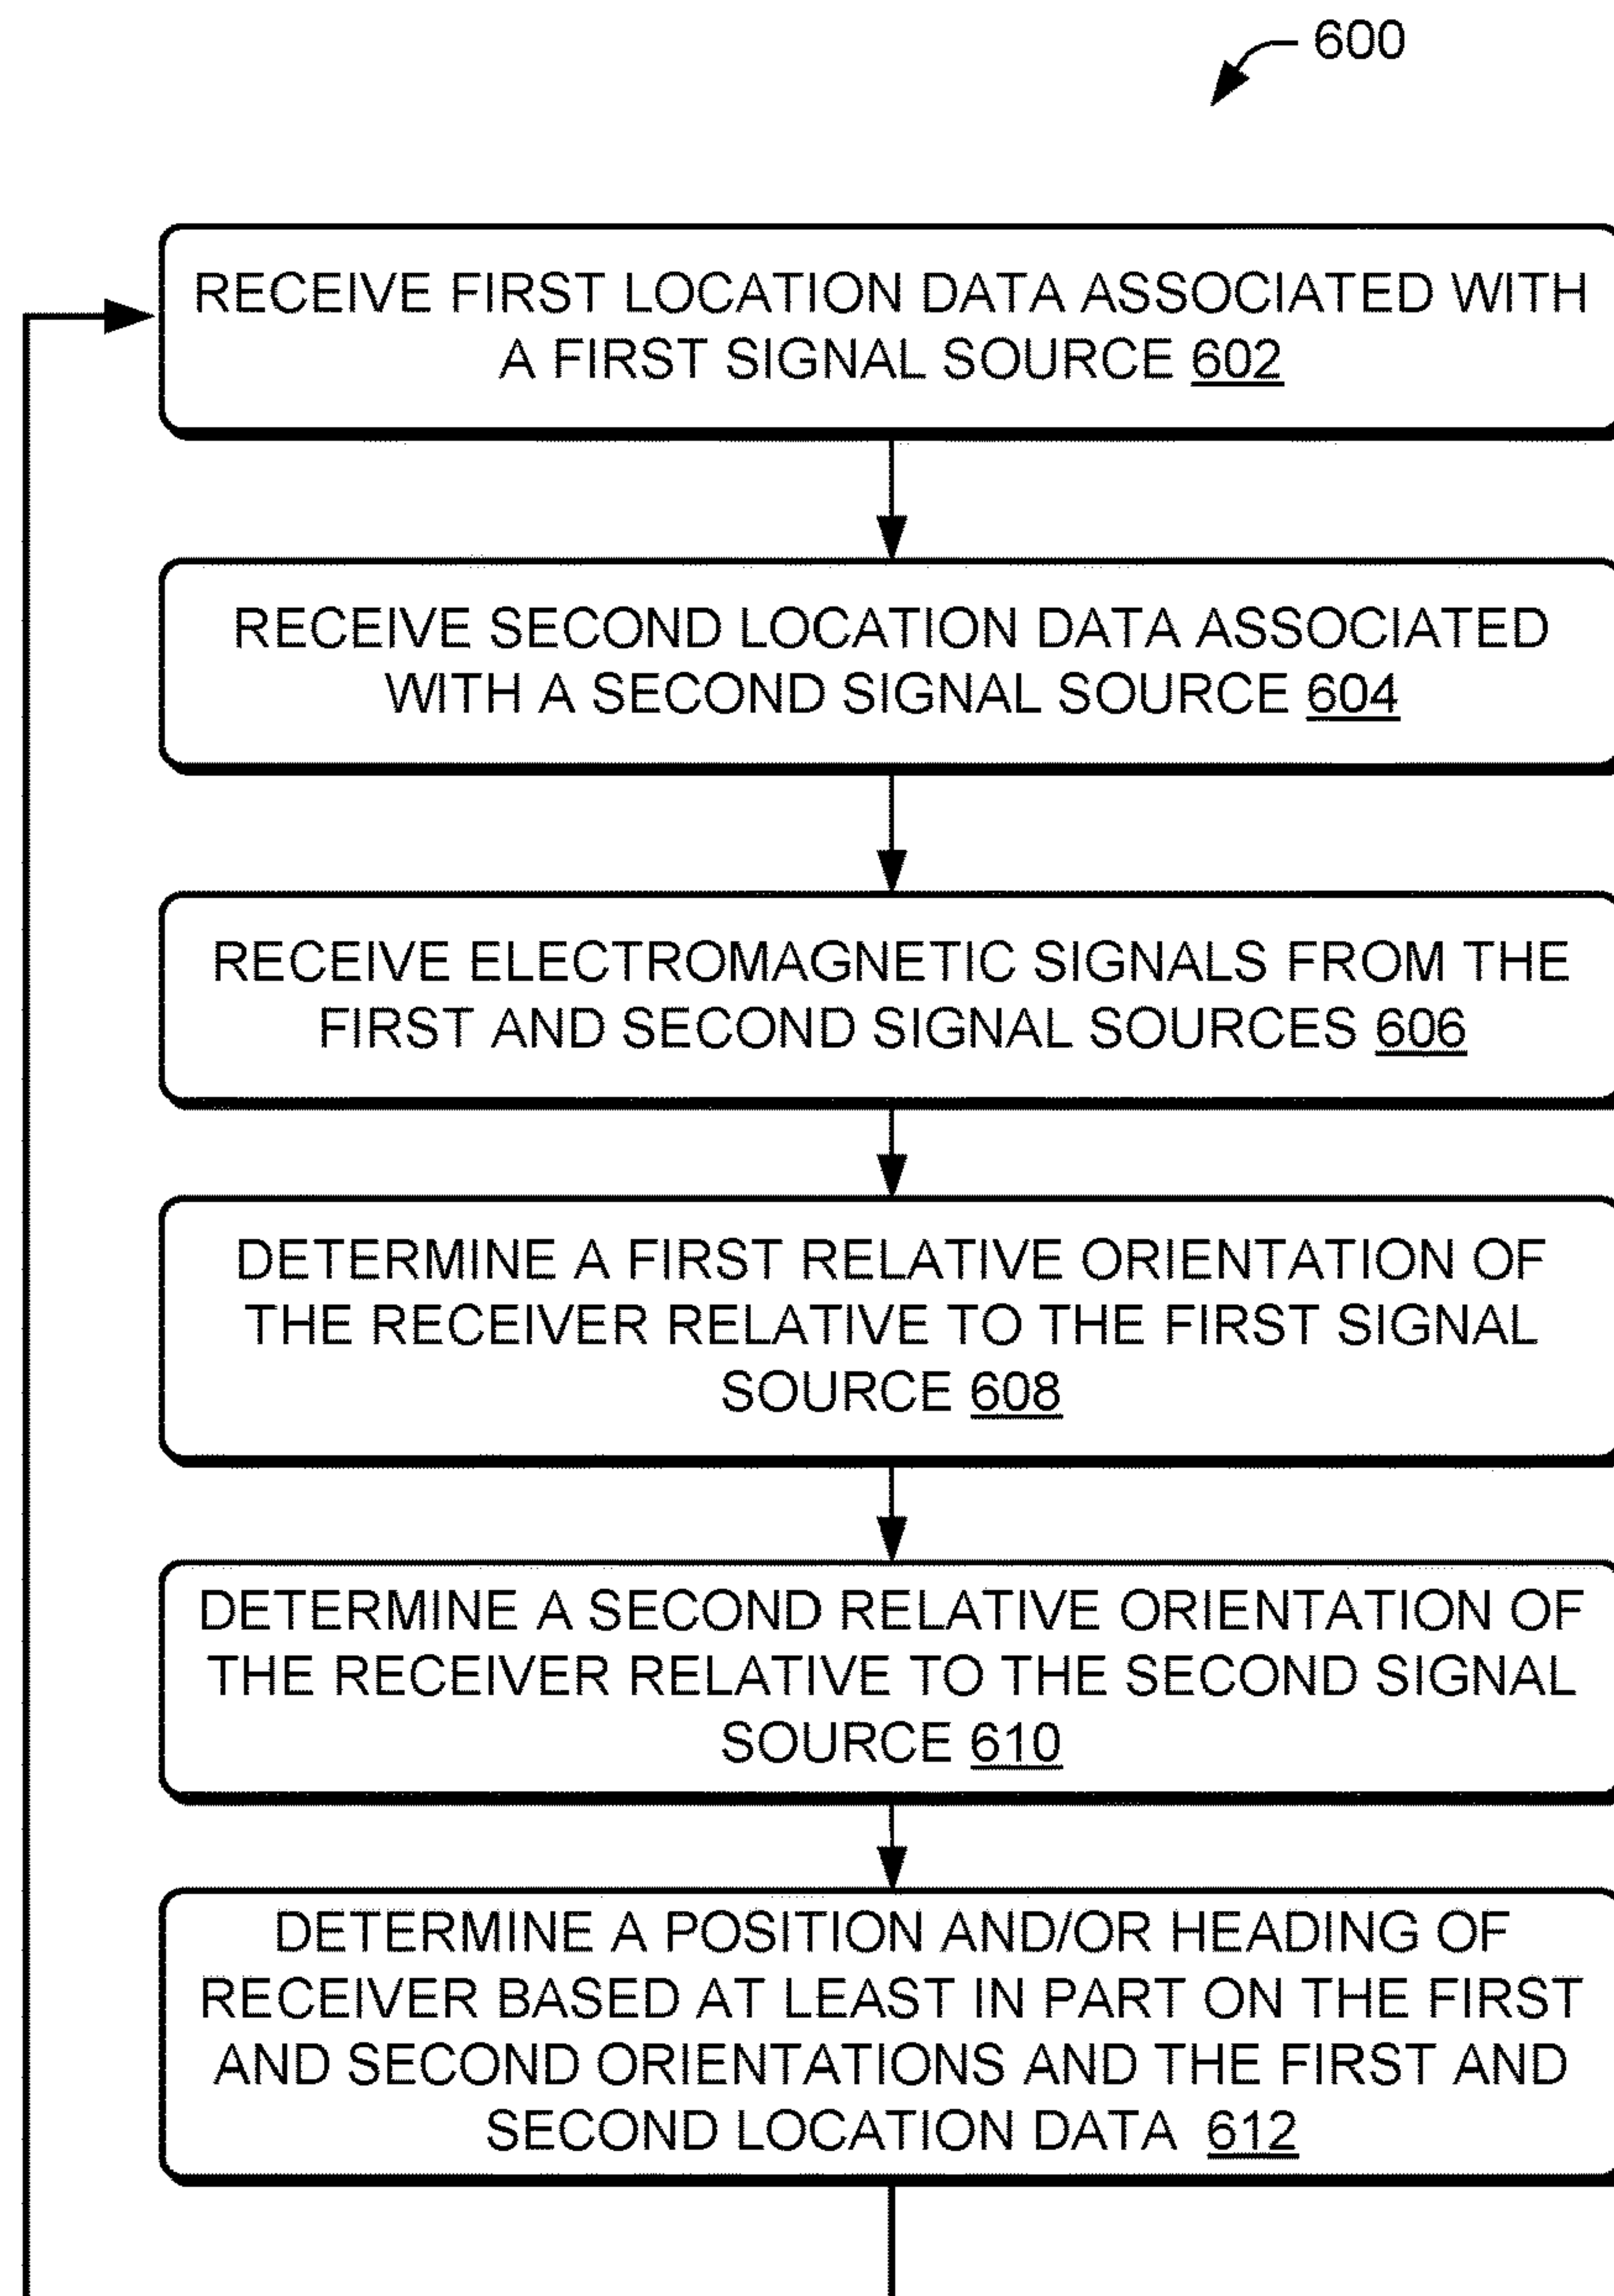 600
RECEIVE FIRST LOCATION DATA ASSOCIATED WITH
A FIRST SIGNAL SOURCE 602
RECEIVE SECOND LOCATION DATA ASSOCIATED
WITH A SECOND SIGNAL SOURCE 604
RECEIVE ELECTROMAGNETIC SIGNALS FROM THE
FIRST AND SECOND SIGNAL SOURCES 606
DETERMINE A FIRST RELATIVE ORIENTATION OF
THE RECEIVER RELATIVE TO THE FIRST SIGNAL
SOURCE 608
DETERMINE A SECOND RELATIVE ORIENTATION OF
THE RECEIVER RELATIVE TO THE SECOND SIGNAL
SOURCE 610
DETERMINE A POSITION AND/OR HEADING OF
RECEIVER BASED AT LEAST IN PART ON THE FIRST
AND SECOND ORIENTATIONS AND THE FIRST AND
SECOND LOCATION DATA 612